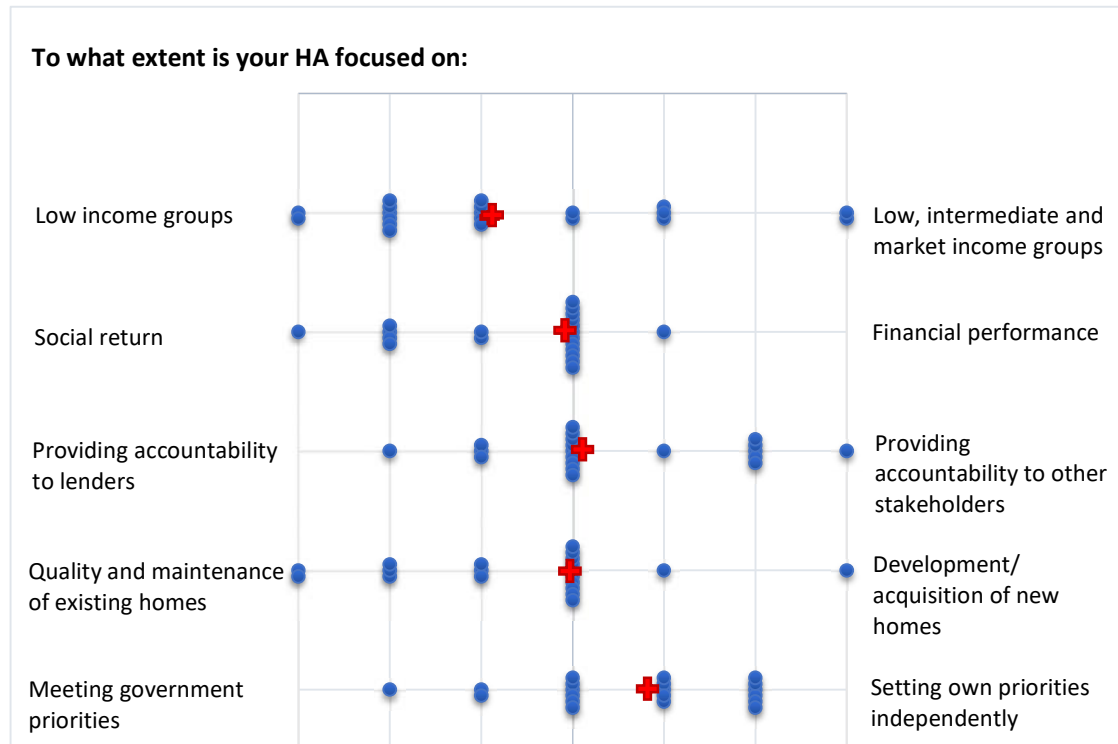 To what extent is your HA focused on:
Low income groups
Low, intermediate and
market income groups
Social return
Financial performance
Providing accountability
to lenders
Providing
accountability to other
stakeholders
Quality and maintenance
of existing homes
Development/
acquisition of new
homes
Meeting government
priorities
Setting own priorities
independently